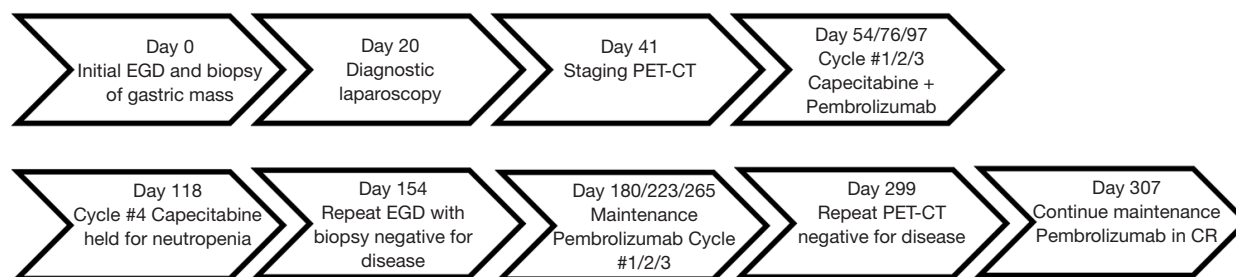 Day 0
Initial EGD and biopsy
of gastric mass
Day 20
Diagnostic
laparoscopy
Day 41
Staging PET-CT
Day 54/76/97
Cycle #1/2/3
Capecitabine +
Pembrolizumab
Day 118
Cycle #4 Capecitabine
held for neutropenia
Day 154
Repeat EGD with
biopsy negative for
disease
Day 180/223/265
Maintenance
Pembrolizumab Cycle
#1/2/3
Day 299
Repeat PET-CT
negative for disease
Day 307
Continue maintenance
Pembrolizumab in CR